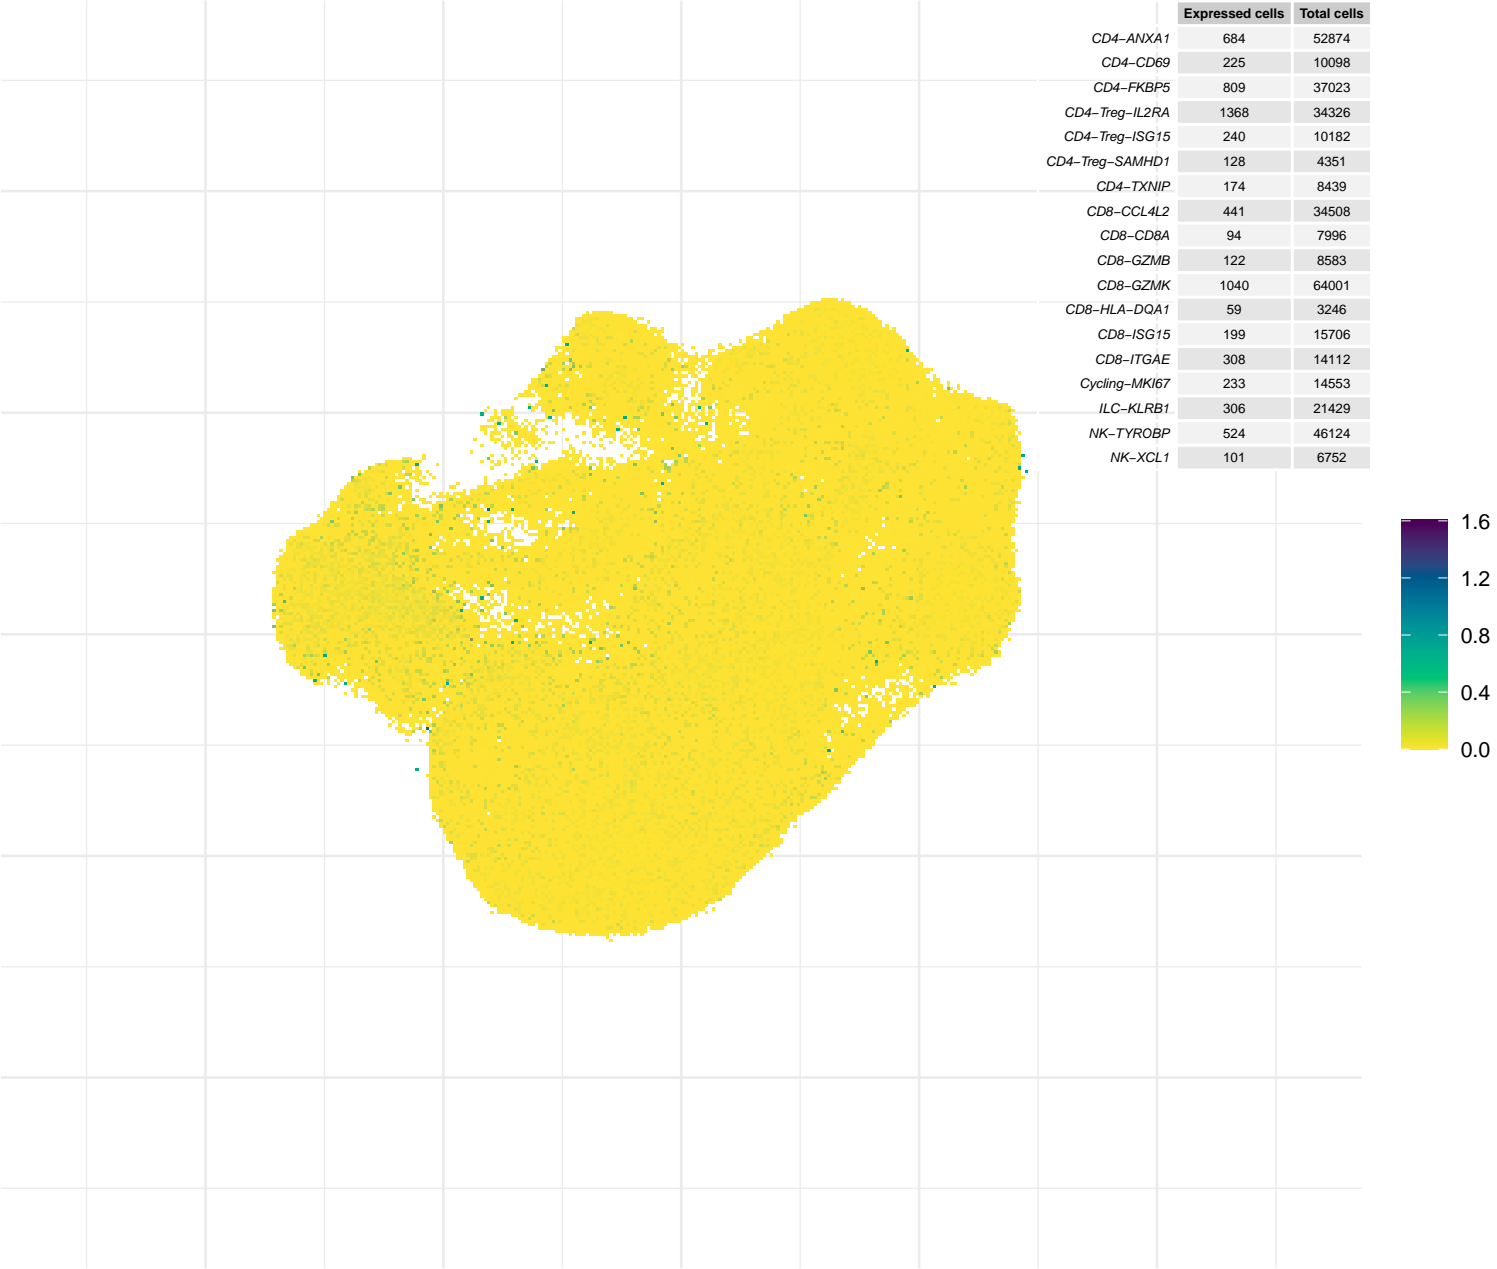 Expressed cells Total cells
CD4−ANXA1 684 52874
CD4−CD69 225 10098
CD4−FKBP5 809 37023
CD4−Treg−IL2RA 1368 34326
CD4−Treg−ISG15 240 10182
CD4−Treg−SAMHD1 128 4351
CD4−TXNIP 174 8439
CD8−CCL4L2 441 34508
CD8−CD8A 94 7996
CD8−GZMB 122 8583
CD8−GZMK 1040 64001
CD8−HLA−DQA1 59 3246
CD8−ISG15 199 15706
CD8−ITGAE 308 14112
Cycling−MKI67 233 14553
ILC−KLRB1 306 21429
NK−TYROBP 524 46124
NK−XCL1 101 6752
1.6
1.2
0.8
0.4
0.0